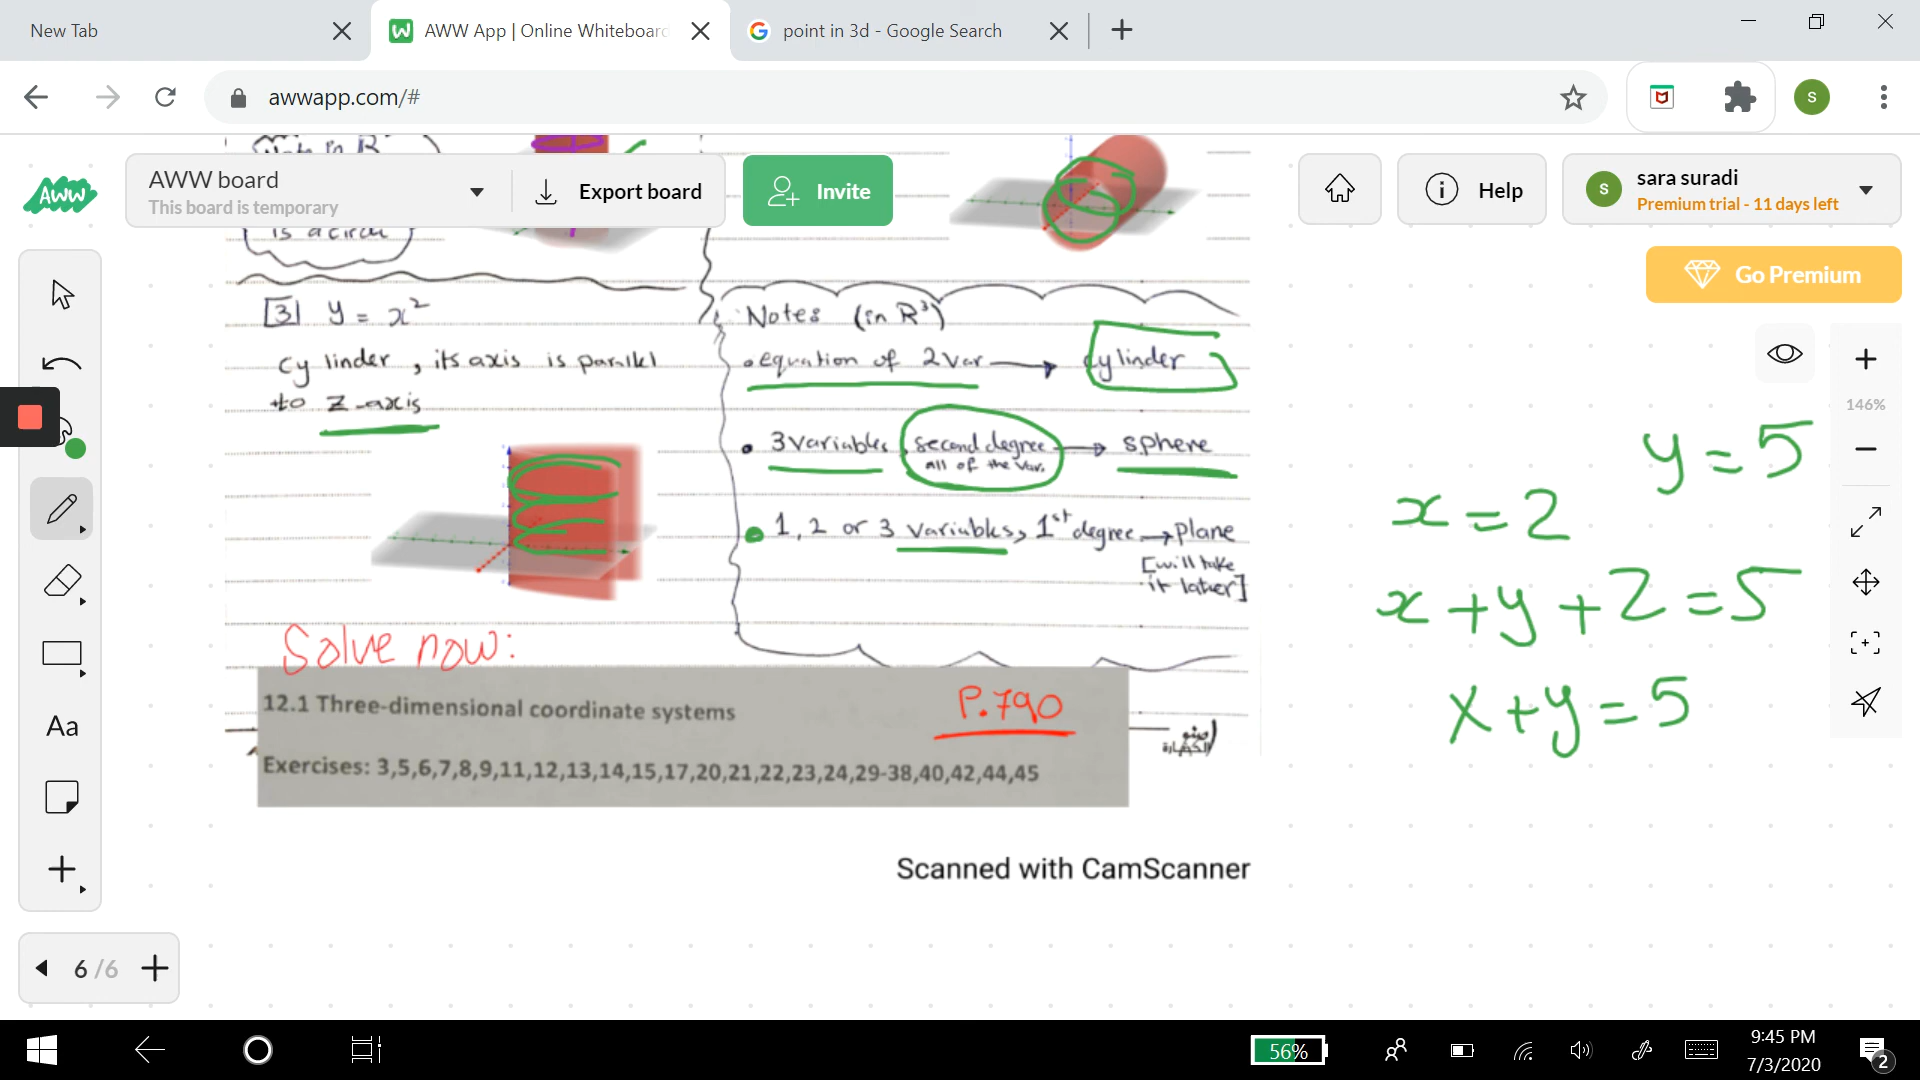 New Tab
AWW App | Online Whiteboard
point in 3d - Google Search
awwapp.com/#
S
AWW
AWW board
This board is temporary
Export board
Invite
Help
S
sara suradi
Premium trial - 11 days left
Go Premium
is a circle
[3] y = x²
Cylinder, its axis is parallel
to Z-axis
Notes (in R³)
• equation of 2 var → cylinder
• 3 variables, second degree → sphere
all of the var.
• 1, 2 or 3 variables, 1st degree → plane
[will take
it later]
Solve now:
12.1 Three-dimensional coordinate systems
P.790
Exercises: 3,5,6,7,8,9,11,12,13,14,15,17,20,21,22,23,24,29-38,40,42,44,45
Scanned with CamScanner
146%
y = 5
x = 2
x + y + z = 5
x + y = 5
Aa
6 /6
56%
9:45 PM
7/3/2020
2